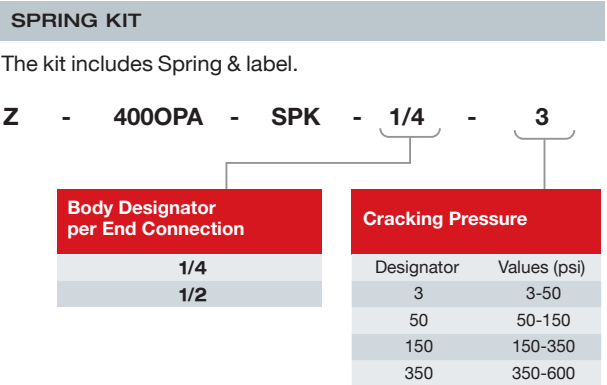 SPRING KIT
The kit includes Spring & label.
Z - 400OPA - SPK - 1/4 - 3
Body Designator
per End Connection
1/4
1/2
Cracking Pressure
Designator Values (psi)
3 3-50
50 50-150
150 150-350
350 350-600